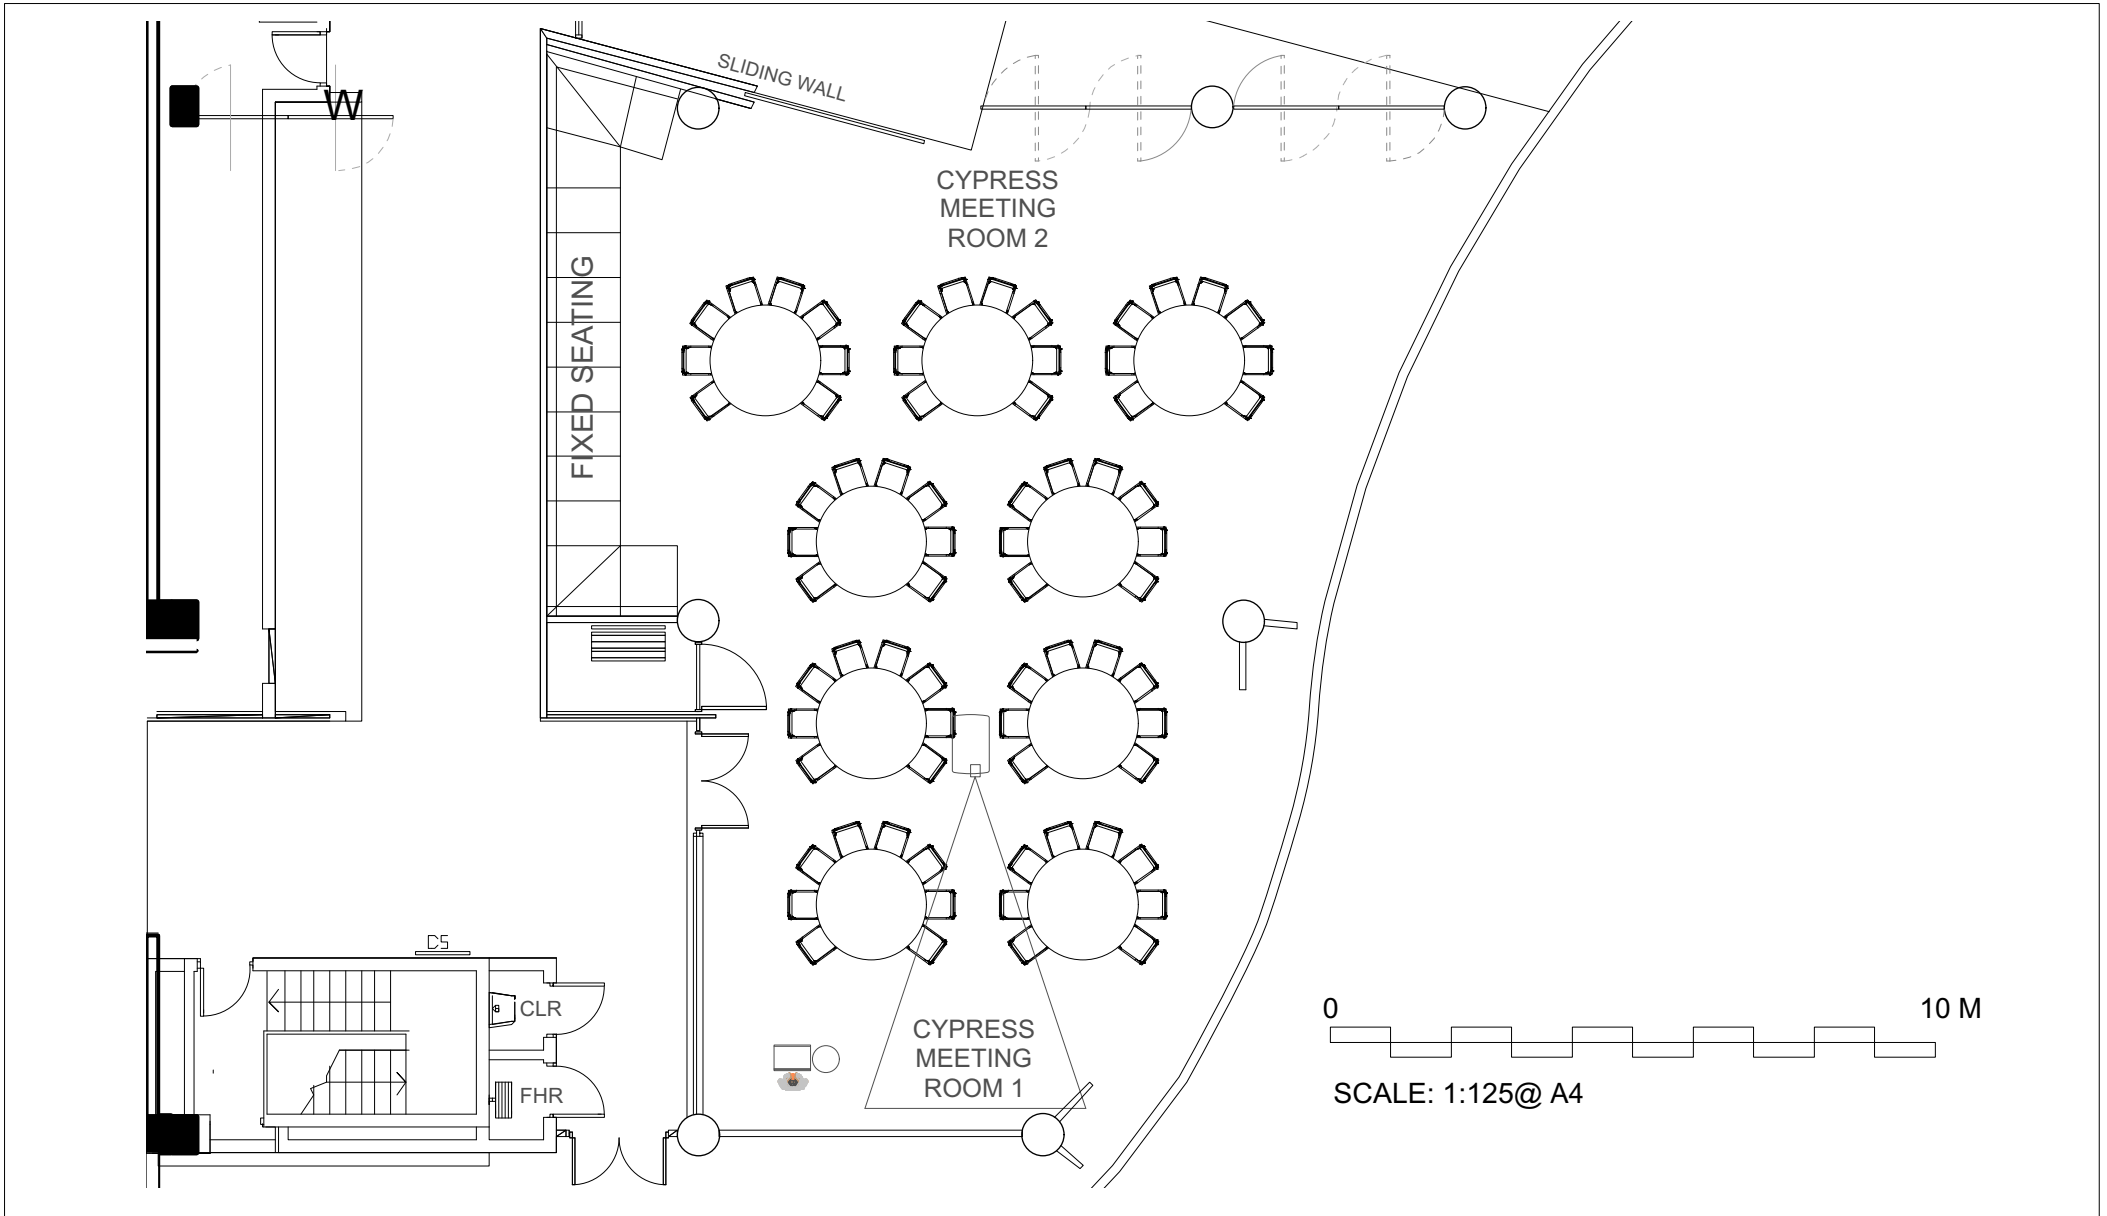 W
SLIDING WALL
CYPRESS
MEETING
ROOM 2
FIXED SEATING
CS
CLR
FHR
CYPRESS
MEETING
ROOM 1
0 10 M
SCALE: 1:125@ A4